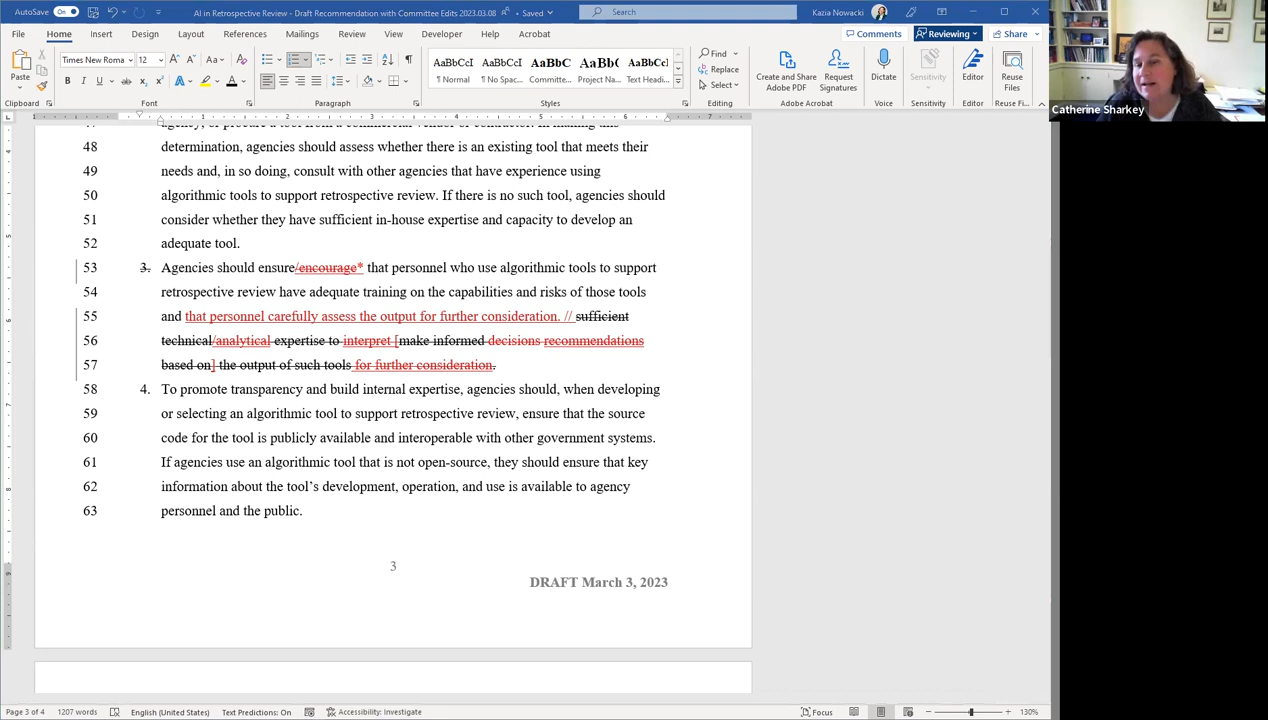 AutoSave On AI in Retrospective Review - Draft Recommendation with Committee Edits 2023.03.08 • Saved Search Kazia Nowacki
File Home Insert Design Layout References Mailings Review View Developer Help Acrobat Comments Reviewing Share
Paste Times New Roma 12 Aa AaBbCcI AaBbCcI AaBbC AaBb( AaBbCc Find Replace Select Create and Share Adobe PDF Request Signatures Dictate Sensitivity Editor Reuse Files
¶ Normal ¶ No Spac... Committe... Project Na... Text Headi...
Clipboard Font Paragraph Styles Editing Adobe Acrobat Voice Sensitivity Editor Reuse Fi...
Catherine Sharkey
48 determination, agencies should assess whether there is an existing tool that meets their
49 needs and, in so doing, consult with other agencies that have experience using
50 algorithmic tools to support retrospective review. If there is no such tool, agencies should
51 consider whether they have sufficient in-house expertise and capacity to develop an
52 adequate tool.
53 3. Agencies should ensure/encourage* that personnel who use algorithmic tools to support
54 retrospective review have adequate training on the capabilities and risks of those tools
55 and that personnel carefully assess the output for further consideration. // sufficient
56 technical/analytical expertise to interpret [make informed decisions recommendations
57 based on] the output of such tools for further consideration.
58 4. To promote transparency and build internal expertise, agencies should, when developing
59 or selecting an algorithmic tool to support retrospective review, ensure that the source
60 code for the tool is publicly available and interoperable with other government systems.
61 If agencies use an algorithmic tool that is not open-source, they should ensure that key
62 information about the tool's development, operation, and use is available to agency
63 personnel and the public.
3
DRAFT March 3, 2023
Page 3 of 4 1207 words English (United States) Text Predictions: On Accessibility: Investigate Focus 130%